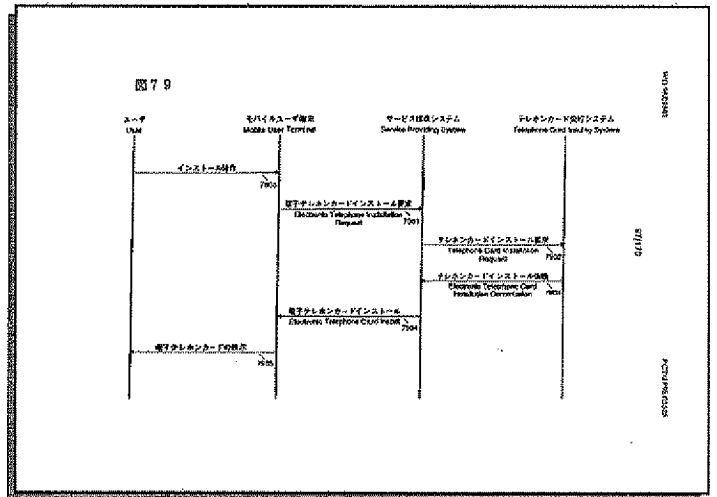 図79
ユーザ
User
モバイルユーザ端末
Mobile User Terminal
サービス提供システム
Service Providing System
テレホンカード発行システム
Telephone Card Issuing System
インストール操作
7900
電子テレホンカードインストール要求
Electronic Telephone Installation
Request
7901
テレホンカードインストール要求
Telephone Card Installation
Request
7902
テレホンカードインストール
Electronic Telephone Card
Installation
7903
電子テレホンカードインストール
Electronic Telephone Card Install
7904
電子テレホンカードの表示
7905